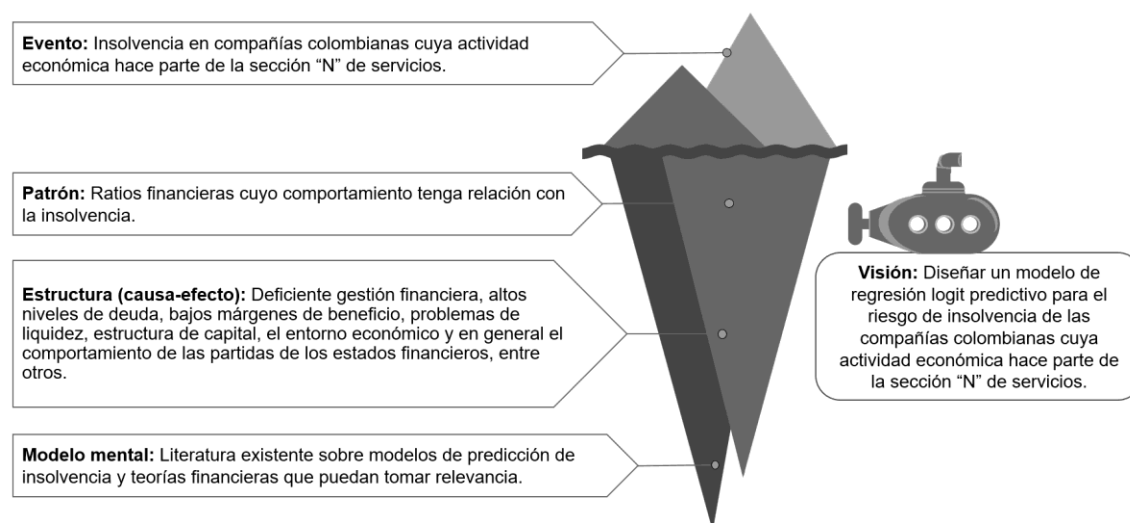 Evento: Insolvencia en compañías colombianas cuya actividad
económica hace parte de la sección “N” de servicios.
Patrón: Ratios financieras cuyo comportamiento tenga relación con
la insolvencia.
Estructura (causa-efecto): Deficiente gestión financiera, altos
niveles de deuda, bajos márgenes de beneficio, problemas de
liquidez, estructura de capital, el entorno económico y en general el
comportamiento de las partidas de los estados financieros, entre
otros.
Modelo mental: Literatura existente sobre modelos de predicción de
insolvencia y teorías financieras que puedan tomar relevancia.
Visión: Diseñar un modelo de
regresión logit predictivo para el
riesgo de insolvencia de las
compañías colombianas cuya
actividad económica hace parte de
la sección “N” de servicios.